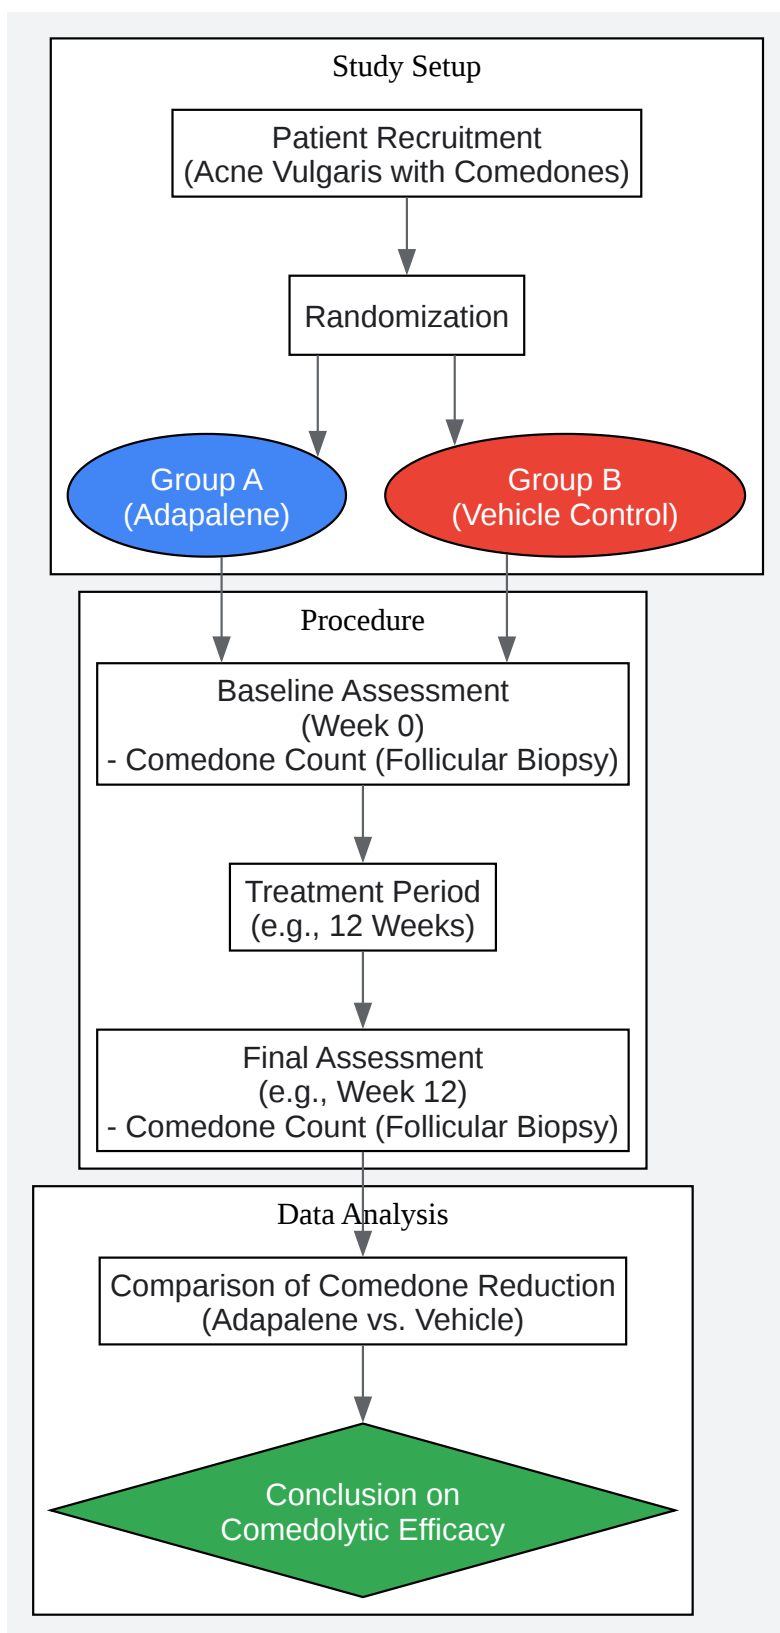 Study Setup
Patient Recruitment
(Acne Vulgaris with Comedones)
Randomization
Group A
(Adapalene)
Group B
(Vehicle Control)
Procedure
Baseline Assessment
(Week 0)
- Comedone Count (Follicular Biopsy)
Treatment Period
(e.g., 12 Weeks)
Final Assessment
(e.g., Week 12)
- Comedone Count (Follicular Biopsy)
Data Analysis
Comparison of Comedone Reduction
(Adapalene vs. Vehicle)
Conclusion on
Comedolytic Efficacy